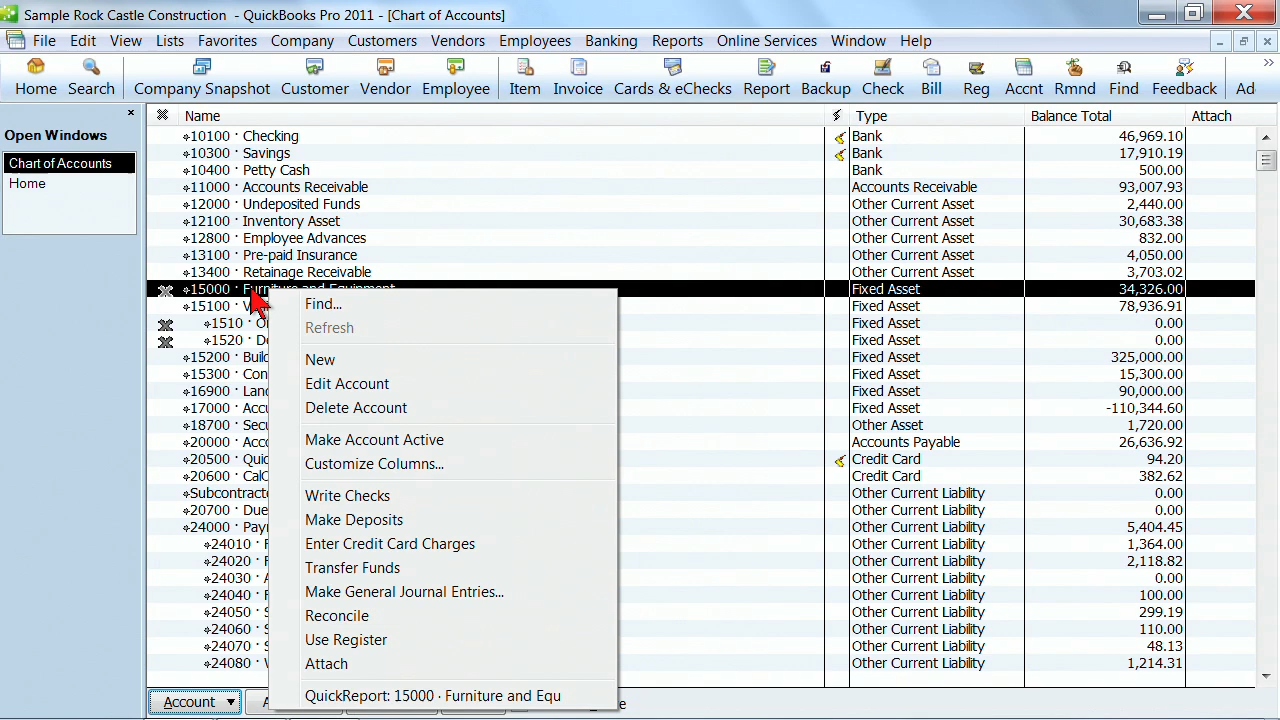 Sample Rock Castle Construction - QuickBooks Pro 2011 - [Chart of Accounts]
File Edit View Lists Favorites Company Customers Vendors Employees Banking Reports Online Services Window Help
Home Search Company Snapshot Customer Vendor Employee Item Invoice Cards & eChecks Report Backup Check Bill Reg Accnt Rmnd Find Feedback Ad
Open Windows
Chart of Accounts
Home
Name Type Balance Total Attach
10100 · Checking Bank 46,969.10
10300 · Savings Bank 17,910.19
10400 · Petty Cash Bank 500.00
11000 · Accounts Receivable Accounts Receivable 93,007.93
12000 · Undeposited Funds Other Current Asset 2,440.00
12100 · Inventory Asset Other Current Asset 30,683.38
12800 · Employee Advances Other Current Asset 832.00
13100 · Pre-paid Insurance Other Current Asset 4,050.00
13400 · Retainage Receivable Other Current Asset 3,703.02
15000 · Furniture and Equipment Fixed Asset 34,326.00
15100 · V Fixed Asset 78,936.91
1510 · Fixed Asset 0.00
1520 · D Fixed Asset 0.00
15200 · Buil Fixed Asset 325,000.00
15300 · Con Fixed Asset 15,300.00
16900 · Lan Fixed Asset 90,000.00
17000 · Acc Fixed Asset -110,344.60
18700 · Sec Other Asset 1,720.00
20000 · Acc Accounts Payable 26,636.92
20500 · Quic Credit Card 94.20
20600 · CalC Credit Card 382.62
Subcontract Other Current Liability 0.00
20700 · Due Other Current Liability 0.00
24000 · Payr Other Current Liability 5,404.45
24010 · F Other Current Liability 1,364.00
24020 · F Other Current Liability 2,118.82
24030 · A Other Current Liability 0.00
24040 · F Other Current Liability 100.00
24050 · S Other Current Liability 299.19
24060 · S Other Current Liability 110.00
24070 · S Other Current Liability 48.13
24080 · W Other Current Liability 1,214.31
Find...
Refresh
New
Edit Account
Delete Account
Make Account Active
Customize Columns...
Write Checks
Make Deposits
Enter Credit Card Charges
Transfer Funds
Make General Journal Entries...
Reconcile
Use Register
Attach
QuickReport: 15000 · Furniture and Equ
Account